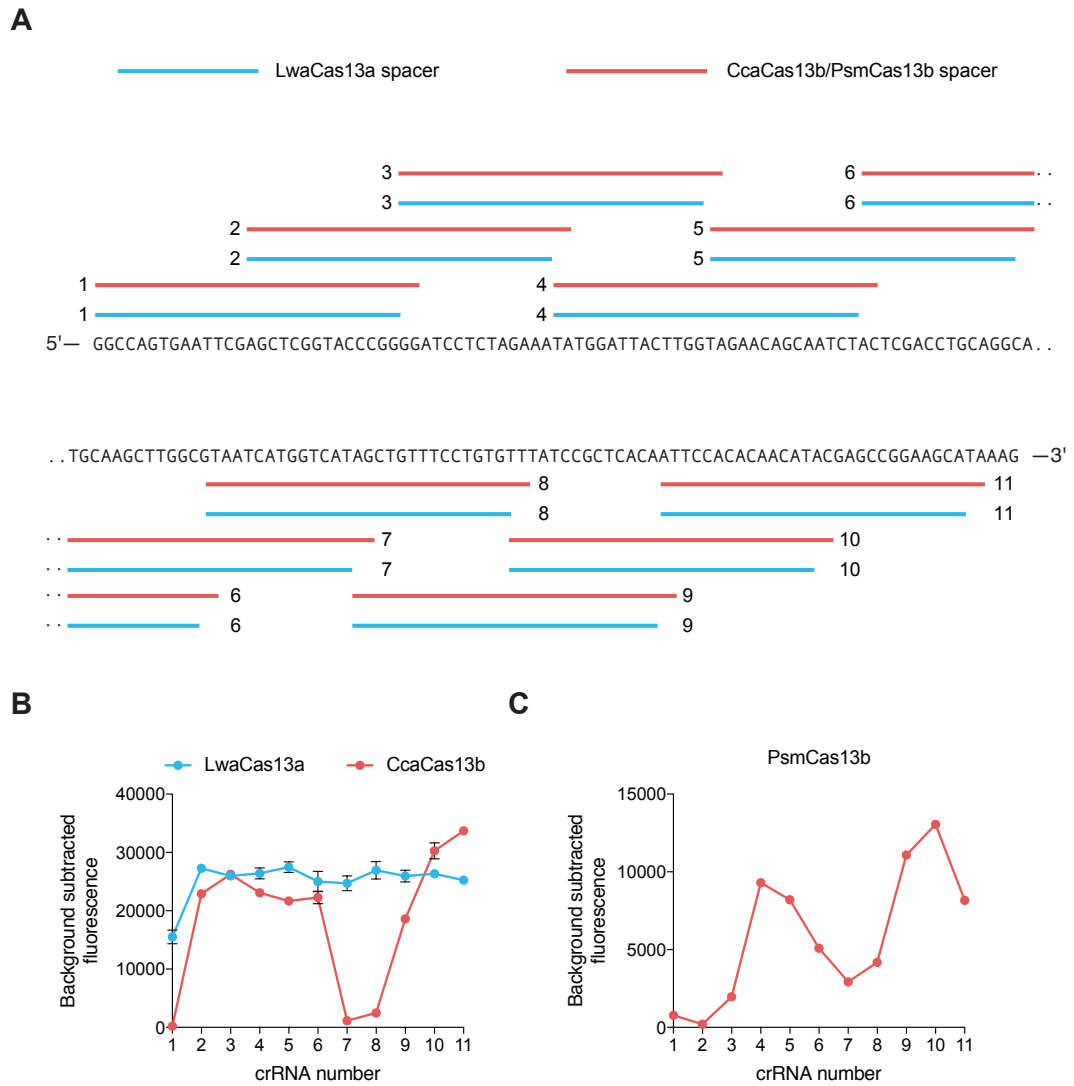 A
LwaCas13a spacer CcaCas13b/PsmCas13b spacer
3 6 . .
3 6 . .
2 5
2 5
1 4
1 4
5'— GGCCAGTGAATTCGAGCTCGGTACCCGGGGATCCTCTAGAAATATGGATTACTTGGTAGAACAGCAATCTACTCGACCTGCAGGCA..
..TGCAAGCTTGGCGTAATCATGGTCATAGCTGTTTCCTGTGTTTATCCGCTCACAATTCCACACAACATACGAGCCGGAAGCATAAAG —3'
8 11
8 11
. . 7 10
. . 7 10
. . 6 9
. . 6 9
B
LwaCas13a CcaCas13b
Background subtracted
fluorescence
40000
30000
20000
10000
0
1 2 3 4 5 6 7 8 9 10 11
crRNA number
C
PsmCas13b
Background subtracted
fluorescence
15000
10000
5000
0
1 2 3 4 5 6 7 8 9 10 11
crRNA number